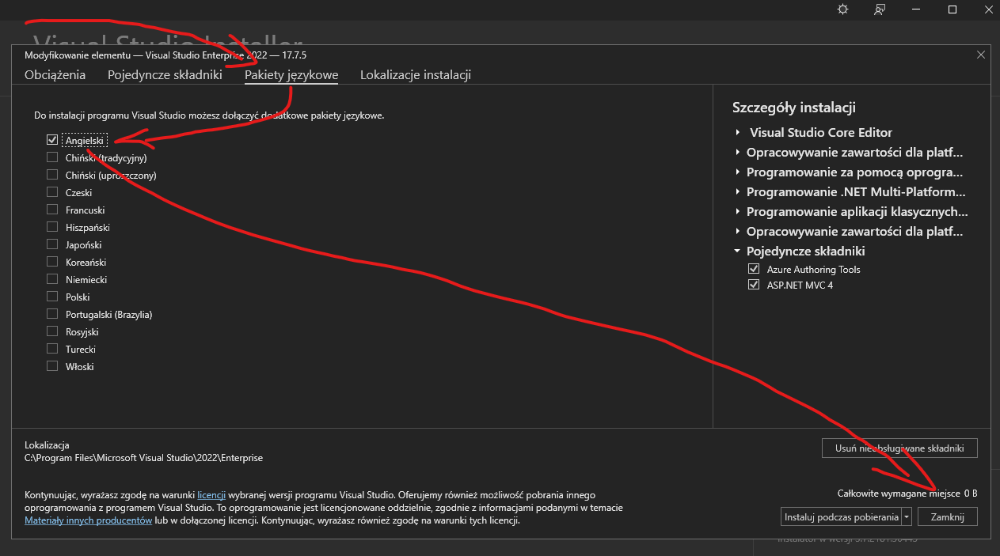 Visual Studio Installer
Modyfikowanie elementu — Visual Studio Enterprise 2022 — 17.7.5
Obciążenia Pojedyncze składniki Pakiety językowe Lokalizacje instalacji
Do instalacji programu Visual Studio możesz dołączyć dodatkowe pakiety językowe.
Angielski
Chiński (tradycyjny)
Chiński (uproszczony)
Czeski
Francuski
Hiszpański
Japoński
Koreański
Niemiecki
Polski
Portugalski (Brazylia)
Rosyjski
Turecki
Włoski
Szczegóły instalacji
Visual Studio Core Editor
Opracowywanie zawartości dla platf...
Programowanie za pomocą oprogra...
Programowanie .NET Multi-Platform...
Programowanie aplikacji klasycznych...
Opracowywanie zawartości dla platf...
Pojedyncze składniki
Azure Authoring Tools
ASP.NET MVC 4
Lokalizacja
C:\Program Files\Microsoft Visual Studio\2022\Enterprise
Usuń nieobsługiwane składniki
Kontynuując, wyrażasz zgodę na warunki licencji wybranej wersji programu Visual Studio. Oferujemy również możliwość pobrania innego
oprogramowania z programem Visual Studio. To oprogramowanie jest licencjonowane oddzielnie, zgodnie z informacjami podanymi w temacie
Materiały innych producentów lub w dołączonej licencji. Kontynuując, wyrażasz również zgodę na warunki tych licencji.
Całkowite wymagane miejsce 0 B
Instaluj podczas pobierania Zamknij